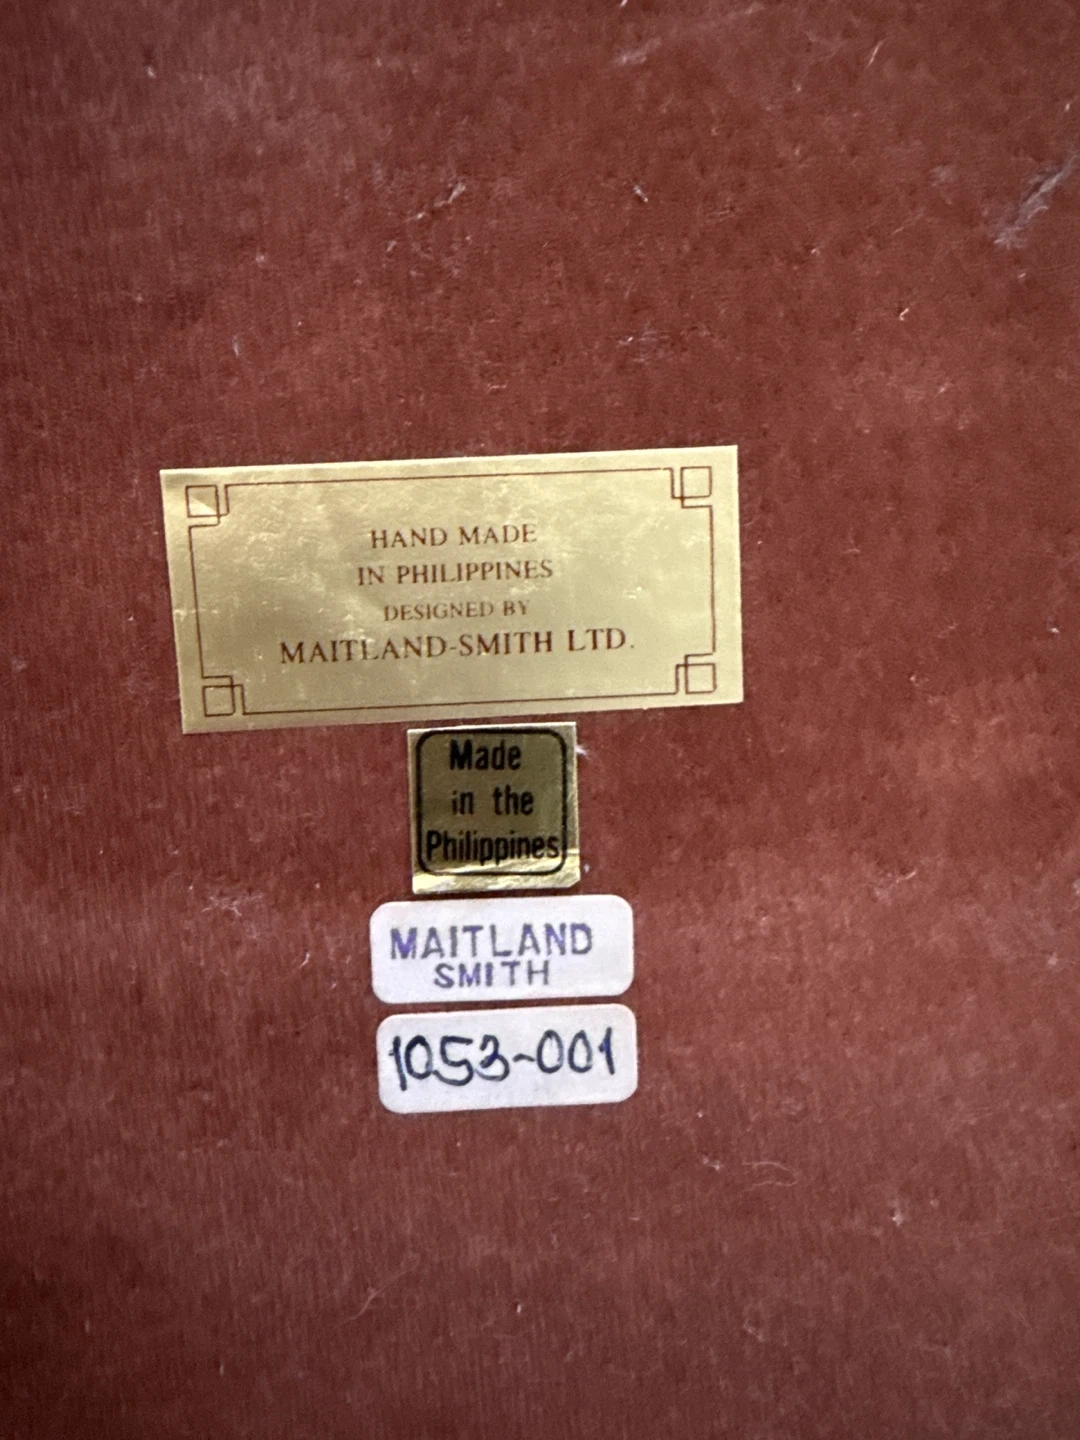 HAND MADE
IN PHILIPPINES
DESIGNED BY
MAITLAND-SMITH LTD.
Made
in the
Philippines
MAITLAND
SMITH
1053-001